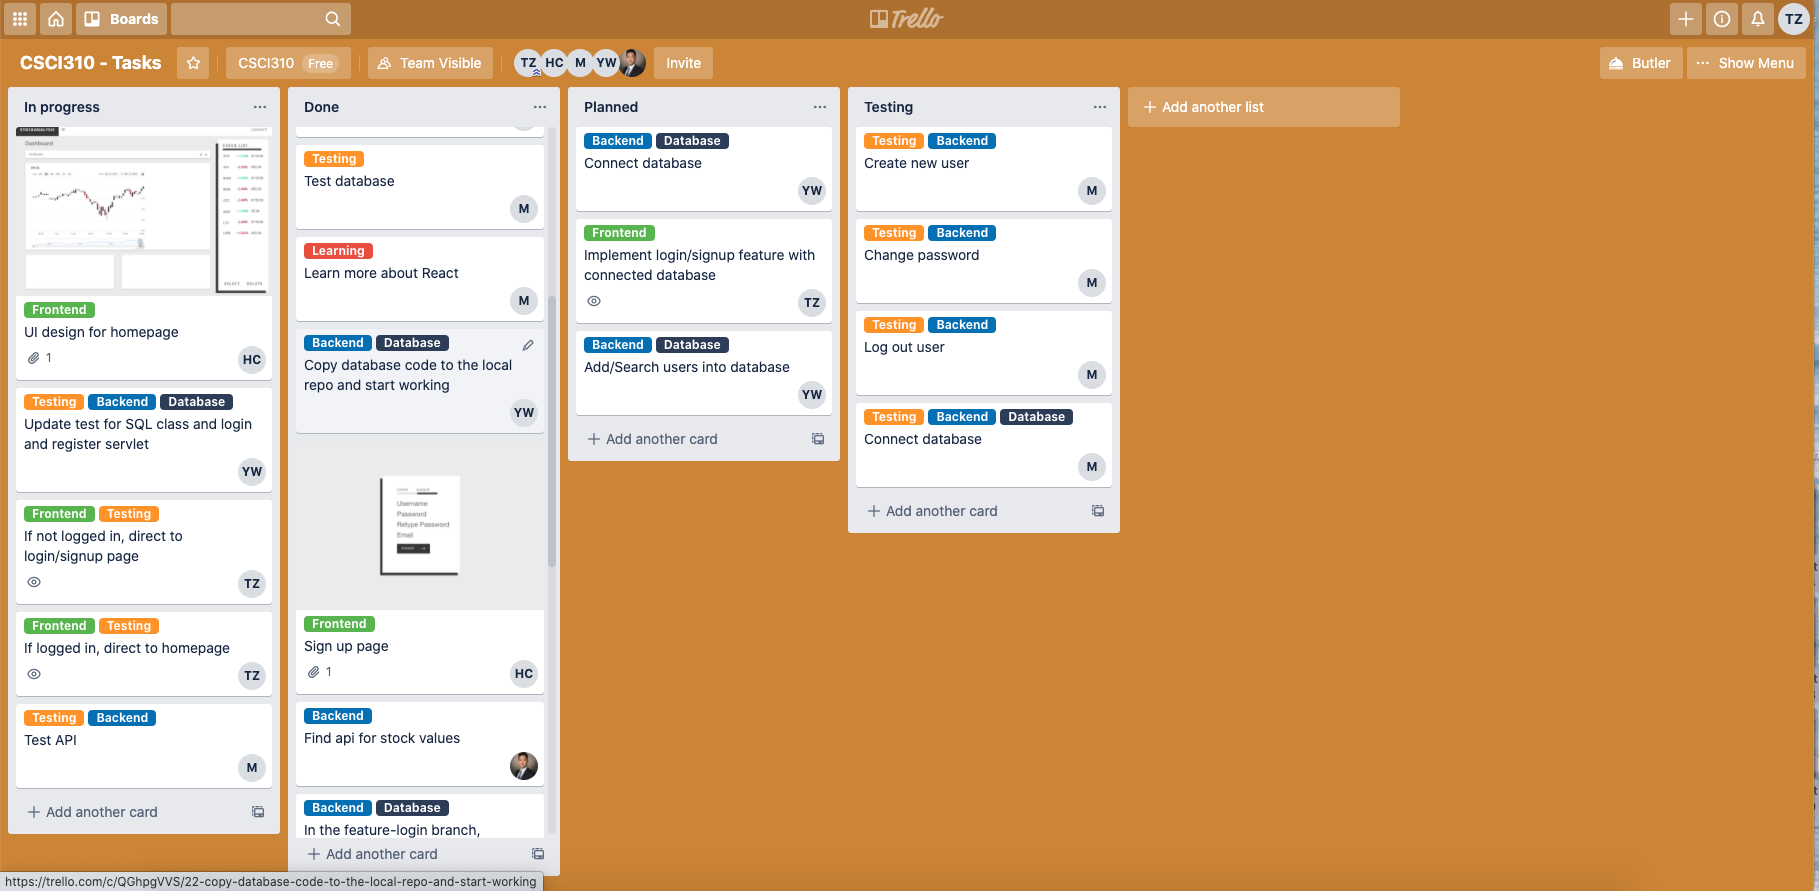 Boards
Trello
TZ
CSCI310 - Tasks
CSCI310 Free
Team Visible
TZ HC M YW
Invite
Butler
Show Menu
In progress
Dashboard
Frontend
UI design for homepage
1
HC
Testing Backend Database
Update test for SQL class and login
and register servlet
YW
Frontend Testing
If not logged in, direct to
login/signup page
TZ
Frontend Testing
If logged in, direct to homepage
TZ
Testing Backend
Test API
M
+ Add another card
Done
Testing
Test database
M
Learning
Learn more about React
M
Backend Database
Copy database code to the local
repo and start working
YW
Username
Password
Retype Password
Email
Frontend
Sign up page
1
HC
Backend
Find api for stock values
Backend Database
In the feature-login branch,
+ Add another card
Planned
Backend Database
Connect database
YW
Frontend
Implement login/signup feature with
connected database
TZ
Backend Database
Add/Search users into database
YW
+ Add another card
Testing
Testing Backend
Create new user
M
Testing Backend
Change password
M
Testing Backend
Log out user
M
Testing Backend Database
Connect database
M
+ Add another card
+ Add another list
https://trello.com/c/QGhpgVVS/22-copy-database-code-to-the-local-repo-and-start-working